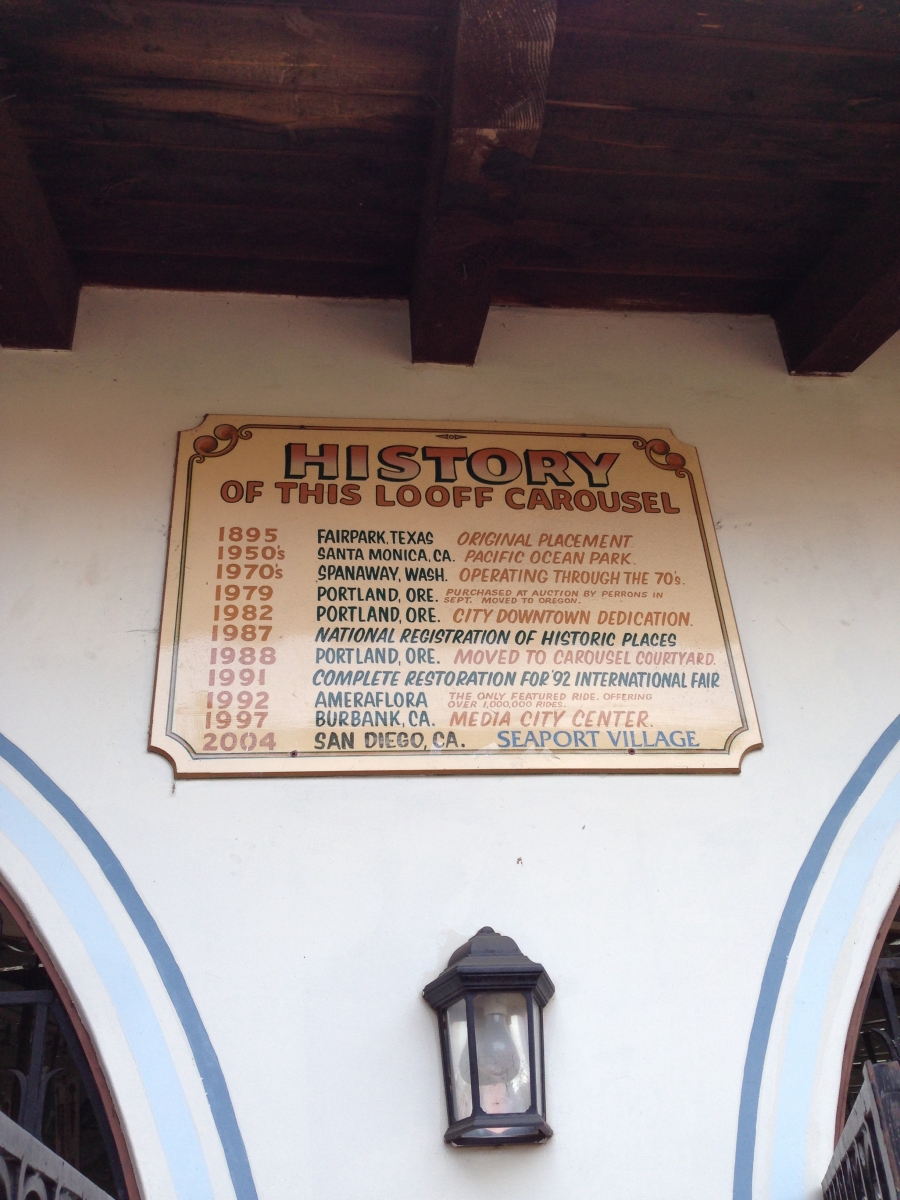 HISTORY
OF THIS LOOFF CAROUSEL
1895 FAIRPARK, TEXAS ORIGINAL PLACEMENT.
1950's SANTA MONICA, CA. PACIFIC OCEAN PARK.
1970's SPANAWAY, WASH. OPERATING THROUGH THE 70's.
1979 PORTLAND, ORE. PURCHASED AT AUCTION BY PERRONS IN
SEPT. MOVED TO OREGON.
1982 PORTLAND, ORE. CITY DOWNTOWN DEDICATION.
1987 NATIONAL REGISTRATION OF HISTORIC PLACES
1988 PORTLAND, ORE. MOVED TO CAROUSEL COURTYARD.
1991 COMPLETE RESTORATION FOR '92 INTERNATIONAL FAIR
1992 AMERAFLORA THE ONLY FEATURED RIDE. OFFERING
OVER 1,000,000 RIDES.
1997 BURBANK, CA. MEDIA CITY CENTER.
2004 SAN DIEGO, CA. SEAPORT VILLAGE